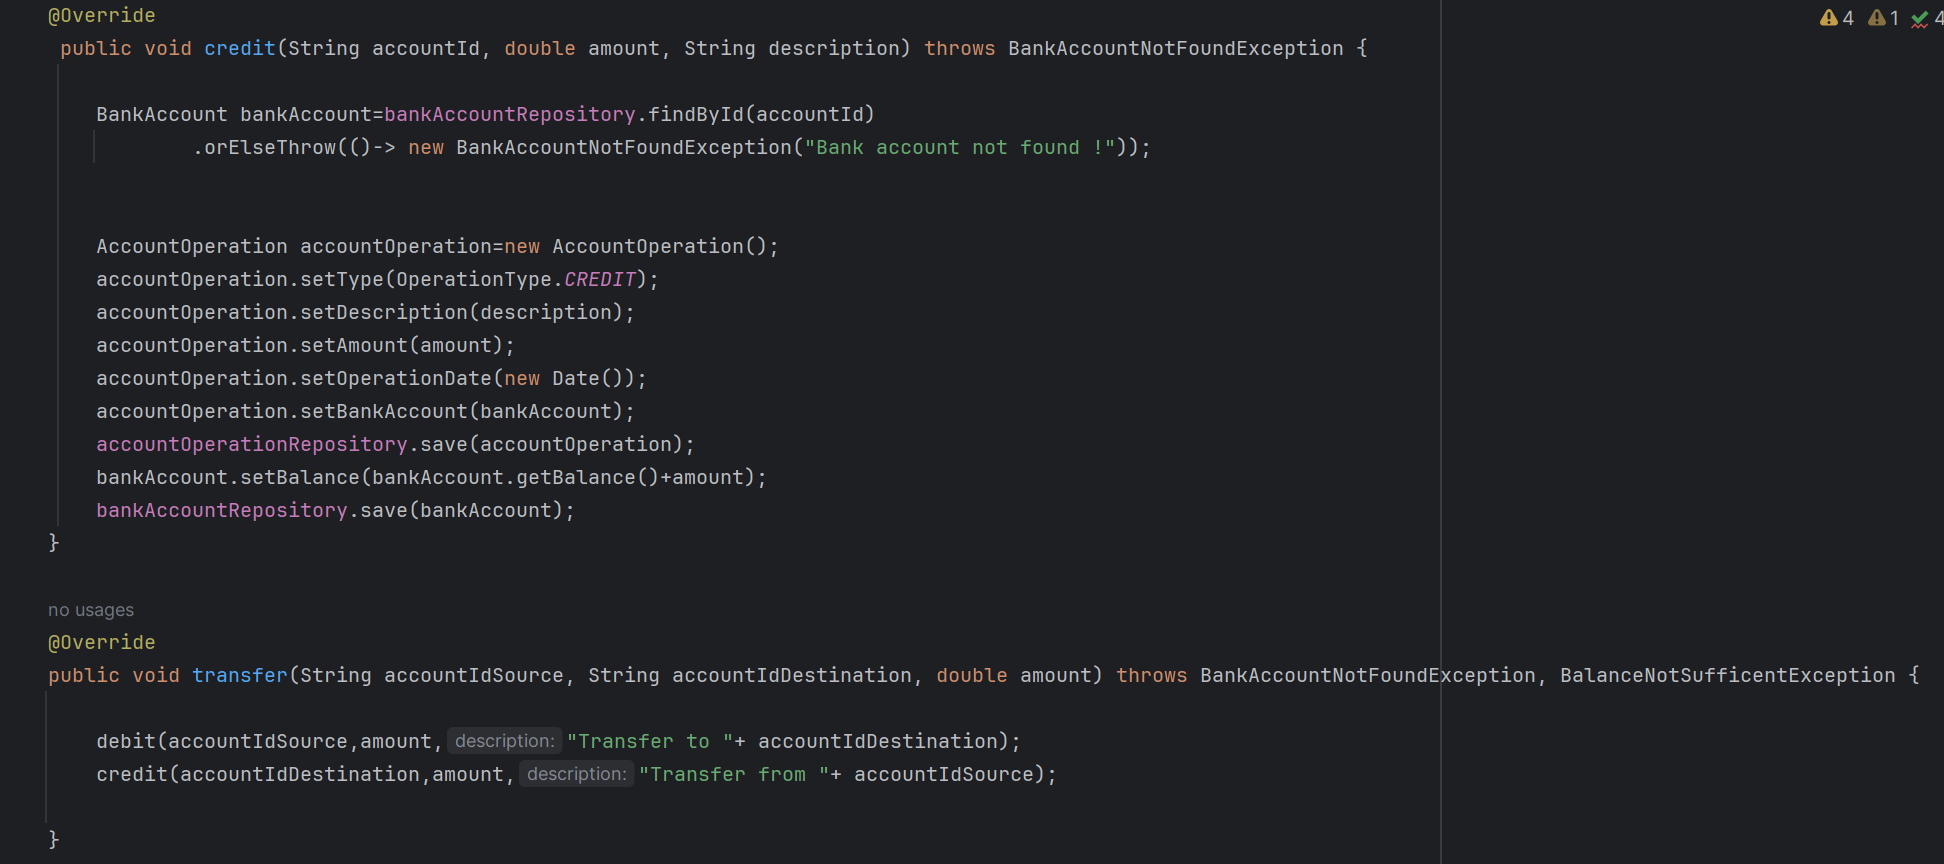 @Override
4 1 4
public void credit(String accountId, double amount, String description) throws BankAccountNotFoundException {
BankAccount bankAccount=bankAccountRepository.findById(accountId)
.orElseThrow(()-> new BankAccountNotFoundException("Bank account not found !"));
AccountOperation accountOperation=new AccountOperation();
accountOperation.setType(OperationType.CREDIT);
accountOperation.setDescription(description);
accountOperation.setAmount(amount);
accountOperation.setOperationDate(new Date());
accountOperation.setBankAccount(bankAccount);
accountOperationRepository.save(accountOperation);
bankAccount.setBalance(bankAccount.getBalance()+amount);
bankAccountRepository.save(bankAccount);
}
no usages
@Override
public void transfer(String accountIdSource, String accountIdDestination, double amount) throws BankAccountNotFoundException, BalanceNotSufficentException {
debit(accountIdSource,amount, description: "Transfer to "+ accountIdDestination);
credit(accountIdDestination,amount, description: "Transfer from "+ accountIdSource);
}